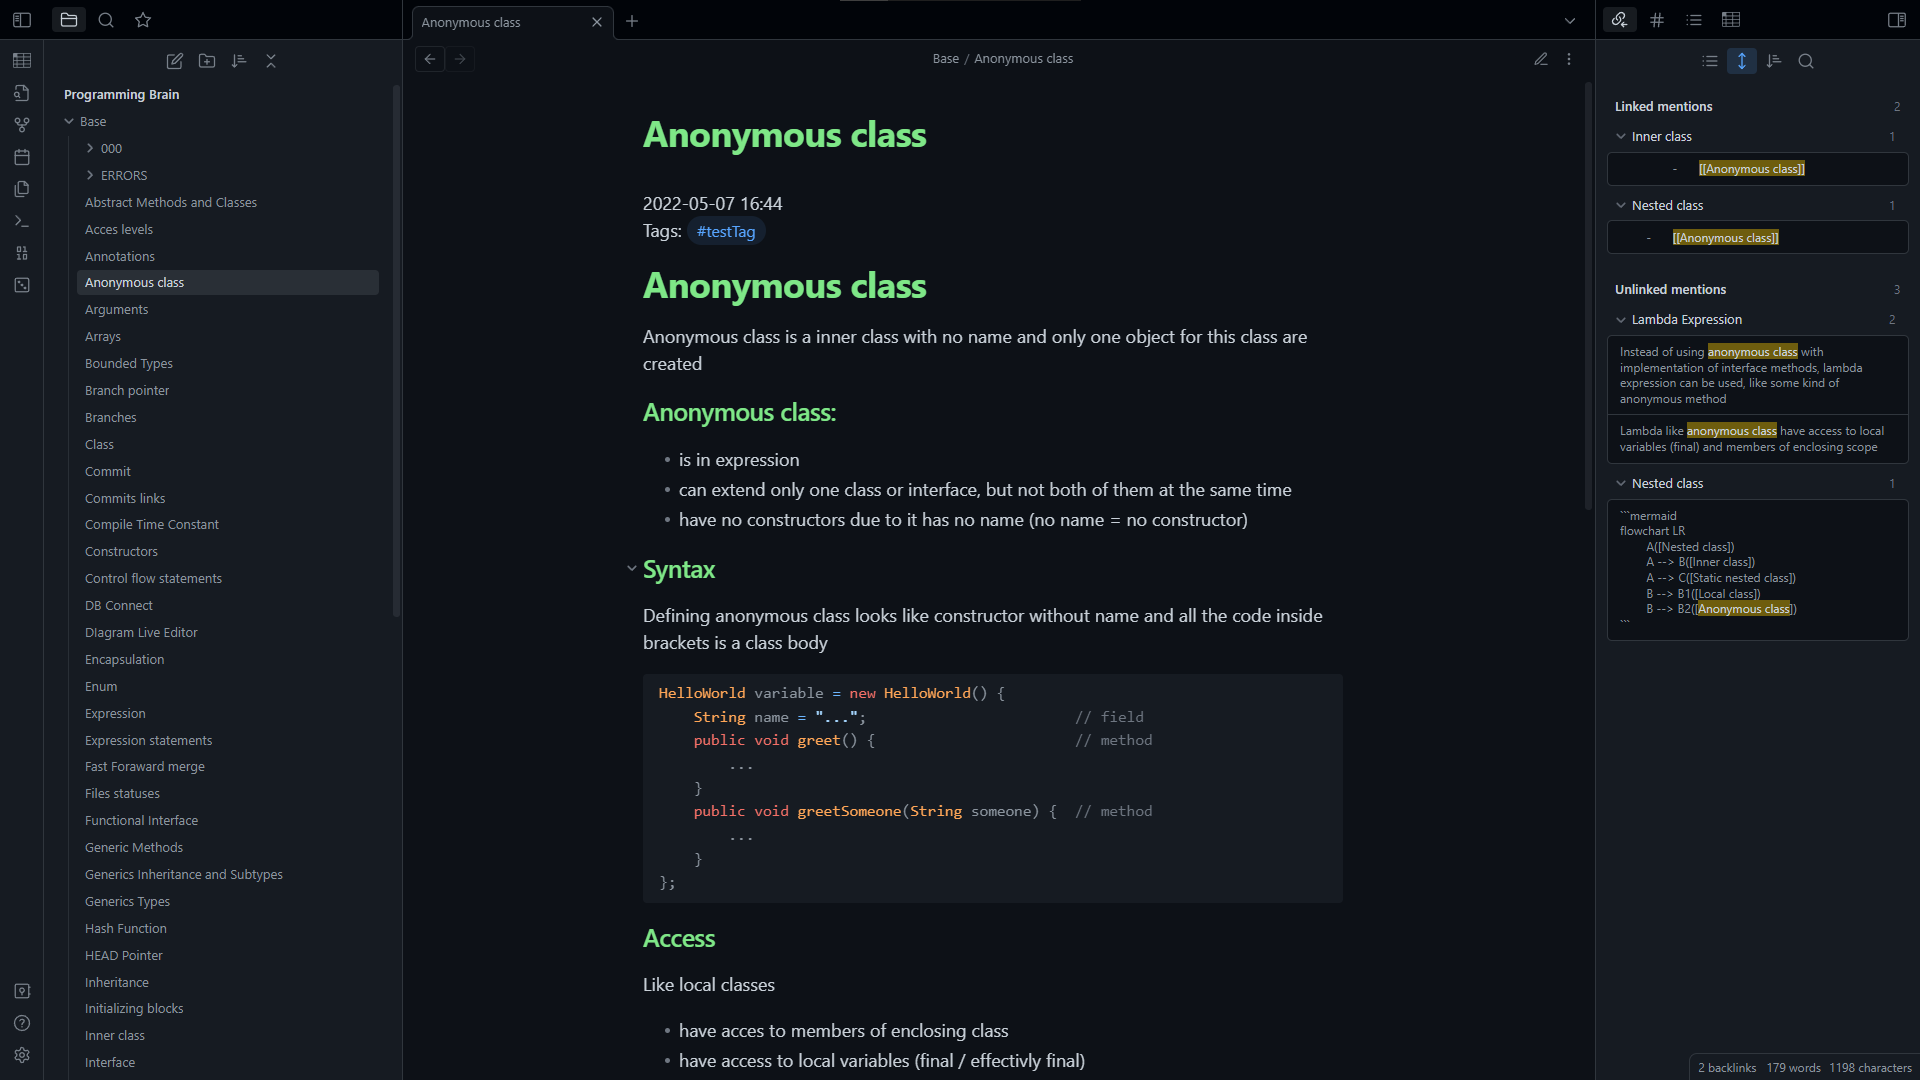 Anonymous class
Programming Brain
Base
000
ERRORS
Abstract Methods and Classes
Acces levels
Annotations
Anonymous class
Arguments
Arrays
Bounded Types
Branch pointer
Branches
Class
Commit
Commits links
Compile Time Constant
Constructors
Control flow statements
DB Connect
DIagram Live Editor
Encapsulation
Enum
Expression
Expression statements
Fast Foraward merge
Files statuses
Functional Interface
Generic Methods
Generics Inheritance and Subtypes
Generics Types
Hash Function
HEAD Pointer
Inheritance
Initializing blocks
Inner class
Interface
Base / Anonymous class
Anonymous class
2022-05-07 16:44
Tags: #testTag
Anonymous class
Anonymous class is a inner class with no name and only one object for this class are
created
Anonymous class:
• is in expression
• can extend only one class or interface, but not both of them at the same time
• have no constructors due to it has no name (no name = no constructor)
Syntax
Defining anonymous class looks like constructor without name and all the code inside
brackets is a class body
HelloWorld variable = new HelloWorld() {
    String name = "...";                        // field
    public void greet() {                       // method
        ...
    }
    public void greetSomeone(String someone) {  // method
        ...
    }
};
Access
Like local classes
• have acces to members of enclosing class
• have access to local variables (final / effectivly final)
Linked mentions 2
Inner class 1
- [[Anonymous class]]
Nested class 1
- [[Anonymous class]]
Unlinked mentions 3
Lambda Expression 2
Instead of using anonymous class with
implementation of interface methods, lambda
expression can be used, like some kind of
anonymous method
Lambda like anonymous class have access to local
variables (final) and members of enclosing scope
Nested class 1
```mermaid
flowchart LR
A([Nested class])
A --> B([Inner class])
A --> C([Static nested class])
B --> B1([Local class])
B --> B2([Anonymous class])
```
2 backlinks 179 words 1198 characters